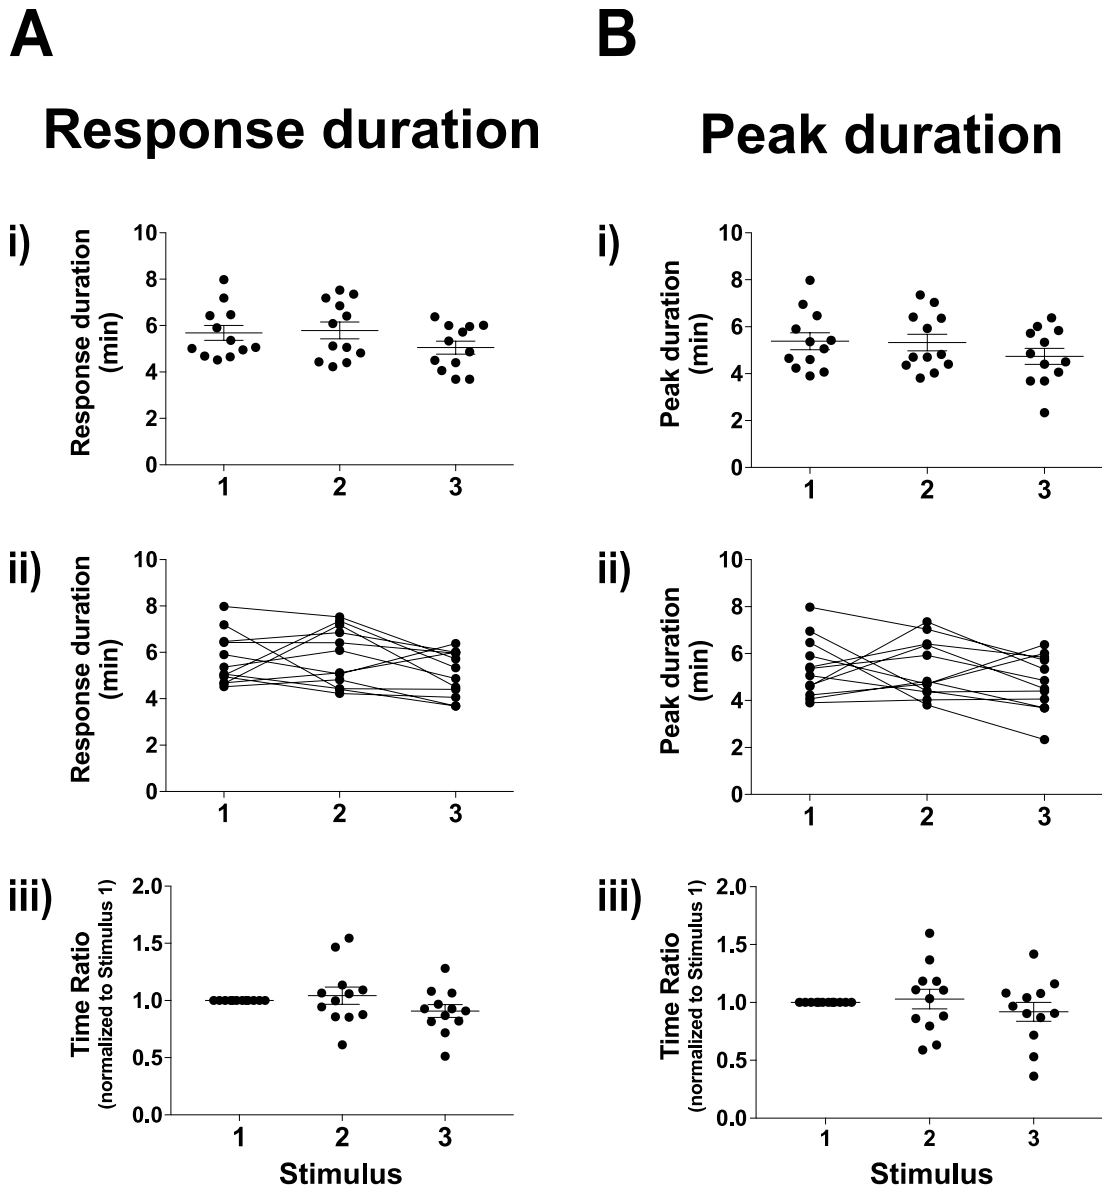 A
Response duration
i)
Response duration
(min)
10
8
6
4
2
0
1 2 3
ii)
Response duration
(min)
10
8
6
4
2
0
1 2 3
iii)
Time Ratio
(normalized to Stimulus 1)
2.0
1.5
1.0
0.5
0.0
1 2 3
Stimulus
B
Peak duration
i)
Peak duration
(min)
10
8
6
4
2
0
1 2 3
ii)
Peak duration
(min)
10
8
6
4
2
0
1 2 3
iii)
Time Ratio
(normalized to Stimulus 1)
2.0
1.5
1.0
0.5
0.0
1 2 3
Stimulus